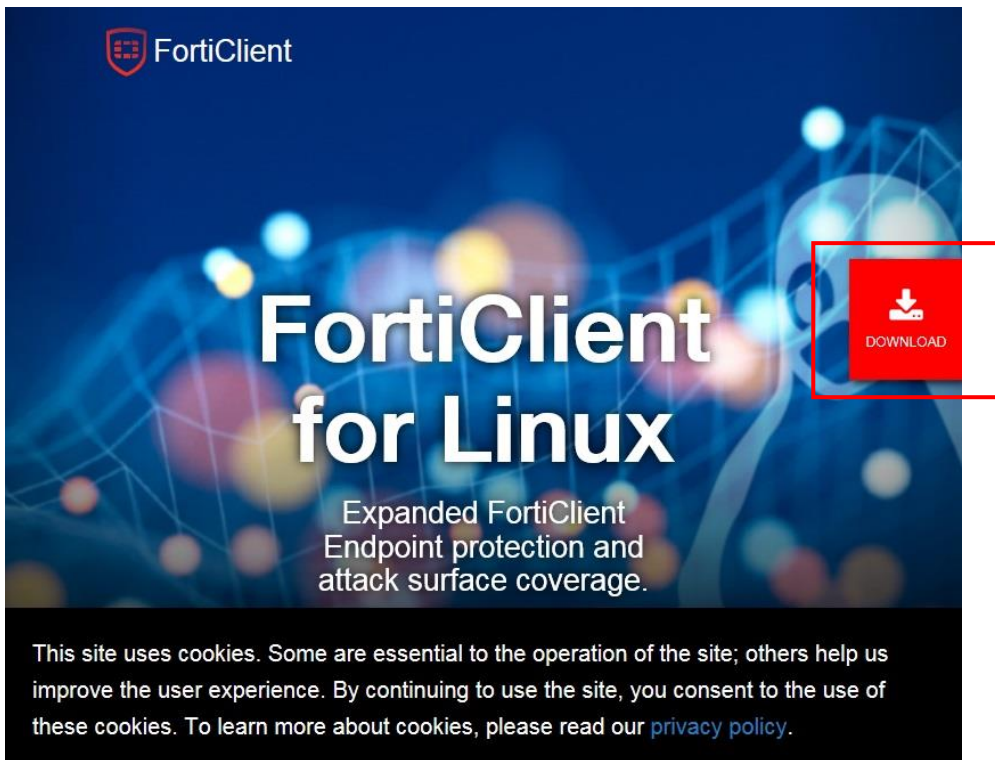 FortiClient
FortiClient
for Linux
DOWNLOAD
Expanded FortiClient
Endpoint protection and
attack surface coverage.
This site uses cookies. Some are essential to the operation of the site; others help us
improve the user experience. By continuing to use the site, you consent to the use of
these cookies. To learn more about cookies, please read our privacy policy.